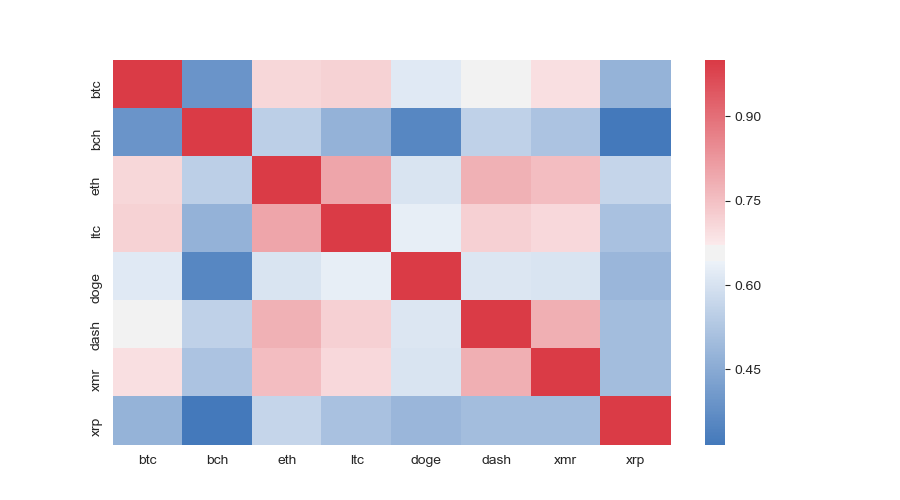 btc
bch
eth
ltc
doge
dash
xmr
xrp
btc bch eth ltc doge dash xmr xrp
0.90
0.75
0.60
0.45